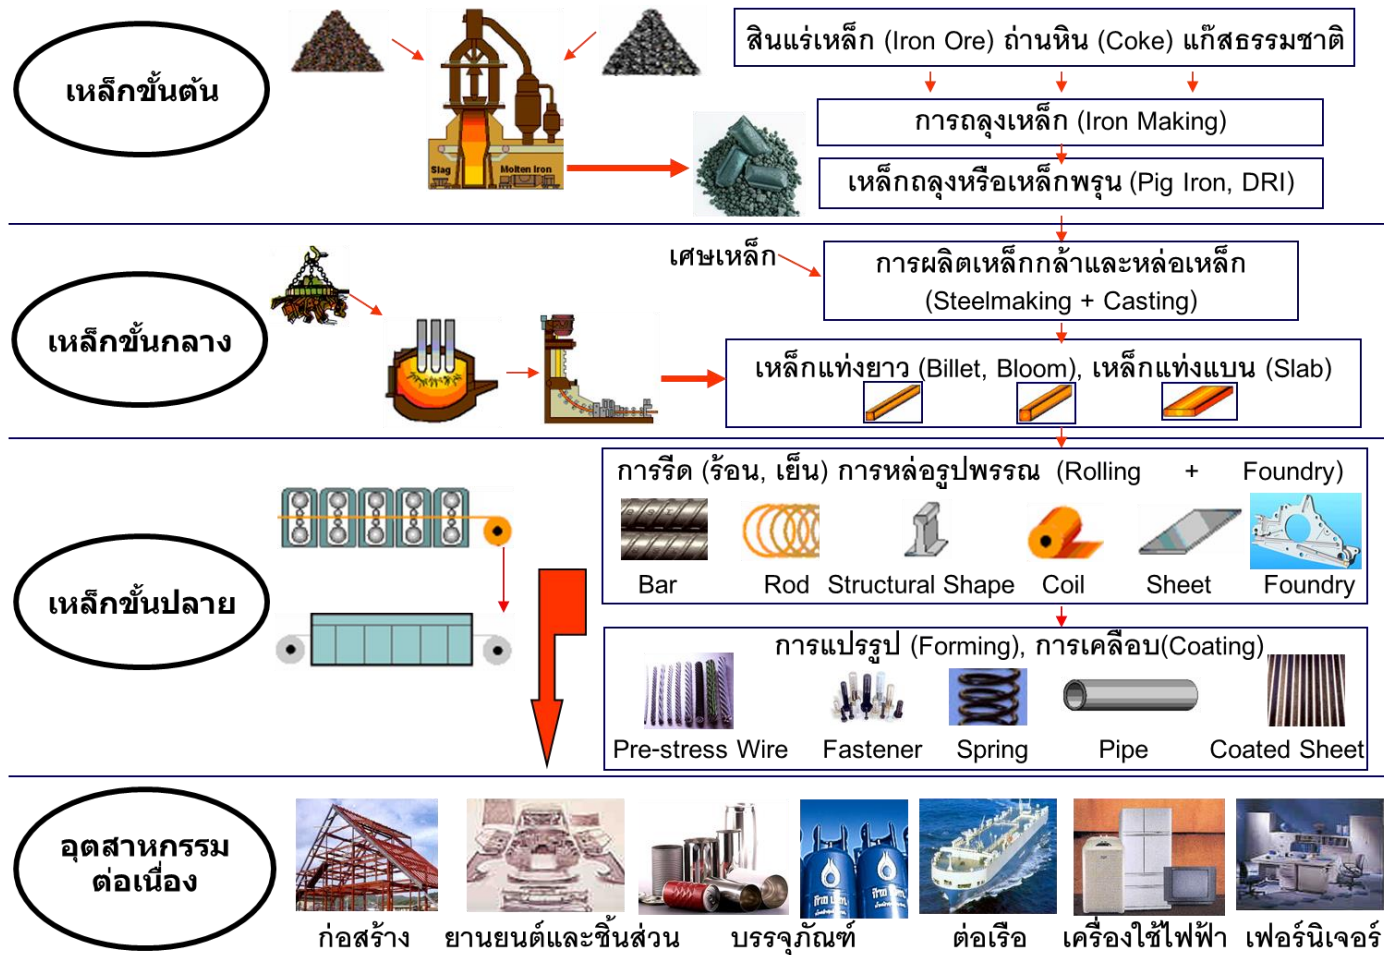 เหล็กขั้นต้น
สินแร่เหล็ก (Iron Ore) ถ่านหิน (Coke) แก๊สธรรมชาติ
การถลุงเหล็ก (Iron Making)
Slag
Molten Iron
เหล็กถลุงหรือเหล็กพรุน (Pig Iron, DRI)
เหล็กขั้นกลาง
เศษเหล็ก
การผลิตเหล็กกล้าและหล่อเหล็ก
(Steelmaking + Casting)
เหล็กแท่งยาว (Billet, Bloom), เหล็กแท่งแบน (Slab)
เหล็กขั้นปลาย
การรีด (ร้อน, เย็น) การหล่อรูปพรรณ (Rolling + Foundry)
Bar Rod Structural Shape Coil Sheet Foundry
การแปรรูป (Forming), การเคลือบ(Coating)
Pre-stress Wire Fastener Spring Pipe Coated Sheet
อุตสาหกรรม
ต่อเนื่อง
ก่อสร้าง ยานยนต์และชิ้นส่วน บรรจุภัณฑ์ ต่อเรือ เครื่องใช้ไฟฟ้า เฟอร์นิเจอร์